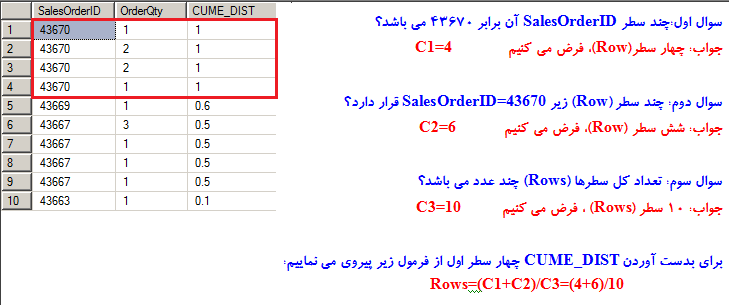 SalesOrderID OrderQty CUME_DIST
1 43670 1 1
2 43670 2 1
3 43670 2 1
4 43670 1 1
5 43669 1 0.6
6 43667 3 0.5
7 43667 1 0.5
8 43667 1 0.5
9 43667 1 0.5
10 43663 1 0.1
سوال اول:چند سطر SalesOrderID آن برابر ۴۳۶۷۰ می باشد؟
جواب: چهار سطر(Row)، فرض می کنیم C1=4
سوال دوم: چند سطر (Row) زیر SalesOrderID=43670 قرار دارد؟
جواب: شش سطر (Row)، فرض می کنیم C2=6
سوال سوم: تعداد کل سطرها (Rows) چند عدد می باشد؟
جواب: ۱۰ سطر (Rows) ، فرض می کنیم C3=10
برای بدست آوردن CUME_DIST چهار سطر اول از فرمول زیر پیروی می نماییم:
Rows=(C1+C2)/C3=(4+6)/10